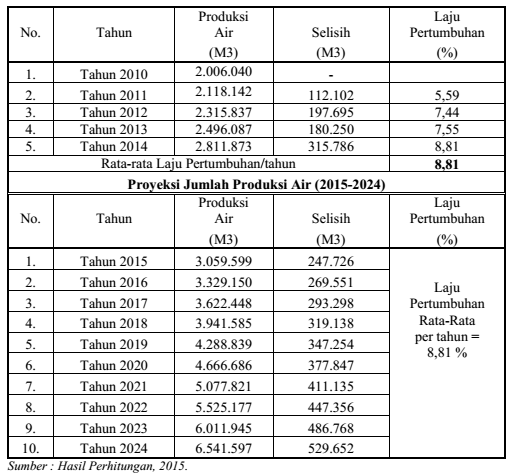 No. Tahun Produksi Air (M3) Selisih (M3) Laju Pertumbuhan (%)
1. Tahun 2010 2.006.040 -
2. Tahun 2011 2.118.142 112.102 5,59
3. Tahun 2012 2.315.837 197.695 7,44
4. Tahun 2013 2.496.087 180.250 7,55
5. Tahun 2014 2.811.873 315.786 8,81
Rata-rata Laju Pertumbuhan/tahun 8,81
Proyeksi Jumlah Produksi Air (2015-2024)
No. Tahun Produksi Air (M3) Selisih (M3) Laju Pertumbuhan (%)
1. Tahun 2015 3.059.599 247.726
2. Tahun 2016 3.329.150 269.551
3. Tahun 2017 3.622.448 293.298
4. Tahun 2018 3.941.585 319.138
5. Tahun 2019 4.288.839 347.254
6. Tahun 2020 4.666.686 377.847
7. Tahun 2021 5.077.821 411.135
8. Tahun 2022 5.525.177 447.356
9. Tahun 2023 6.011.945 486.768
10. Tahun 2024 6.541.597 529.652
Laju
Pertumbuhan
Rata-Rata
per tahun =
8,81 %
Sumber : Hasil Perhitungan, 2015.